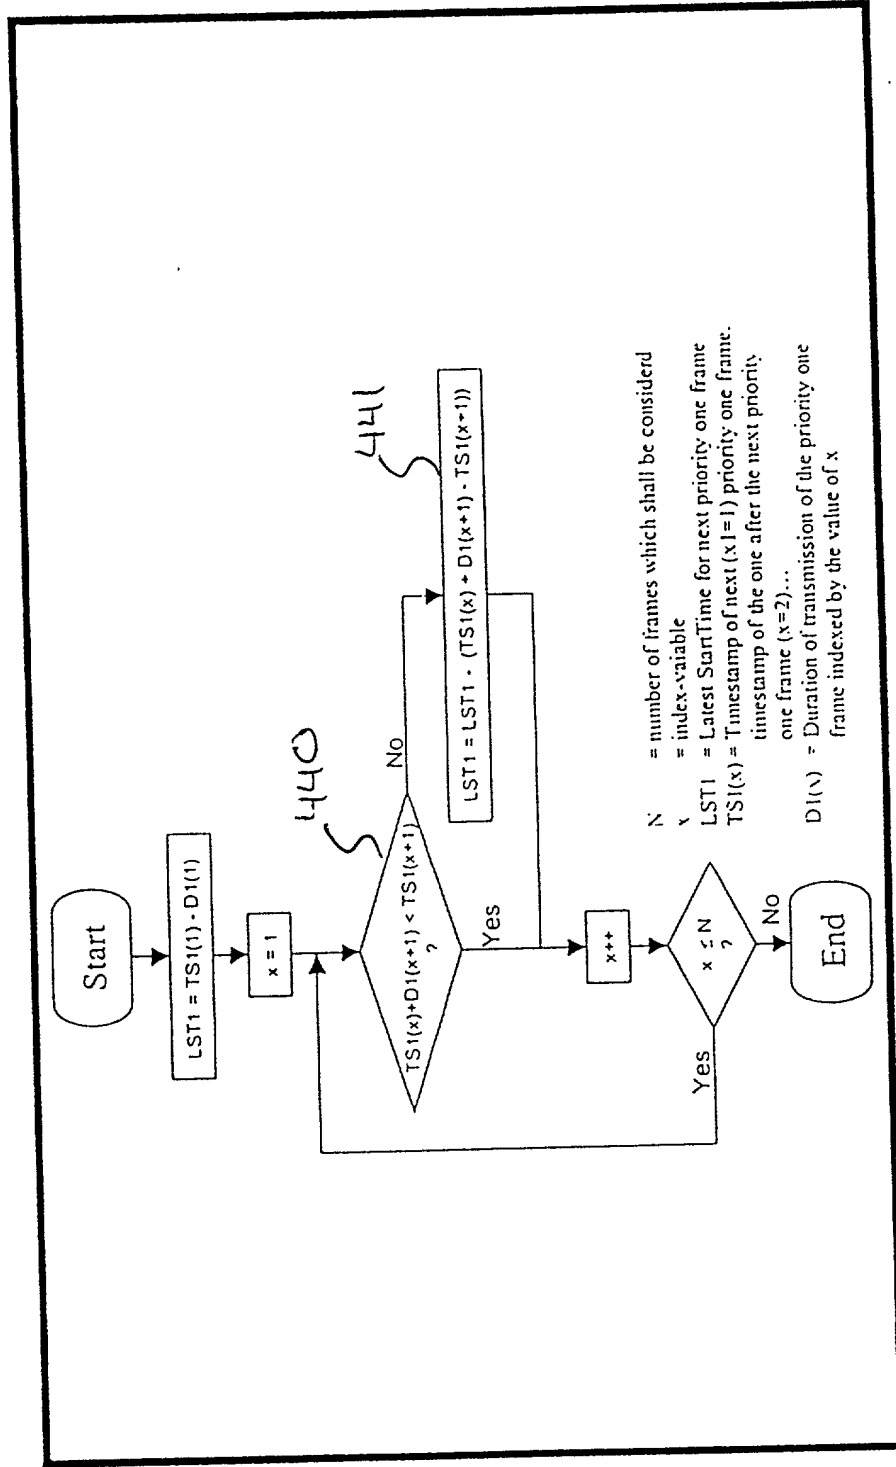 Start
LST1 = TS1(1) - D1(1)
x = 1
440
TS1(x)+D1(x+1) < TS1(x+1)
?
No
Yes
441
LST1 = LST1 - (TS1(x) + D1(x+1) - TS1(x+1))
x++
x ≤ N
?
Yes
No
End
N = number of frames which shall be considerd
x = index-vaiable
LST1 = Latest StartTime for next priority one frame
TS1(x) = Timestamp of next (x1=1) priority one frame.
timestamp of the one after the next priority
one frame (x=2)...
D1(x) = Duration of transmission of the priority one
frame indexed by the value of x